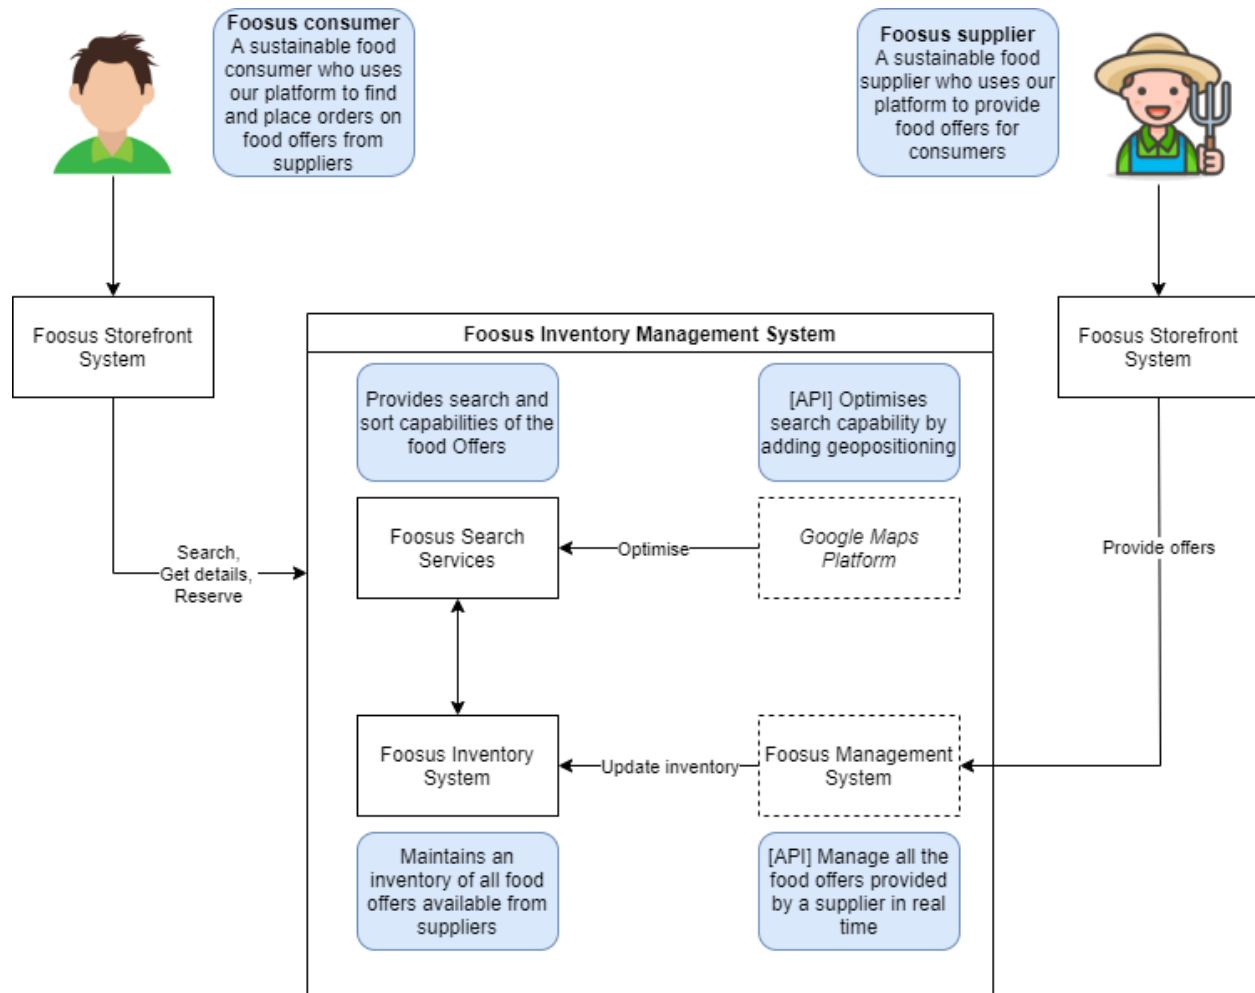 Foosus consumer
A sustainable food
consumer who uses
our platform to find
and place orders on
food offers from
suppliers
Foosus supplier
A sustainable food
supplier who uses our
platform to provide
food offers for
consumers
Foosus Storefront
System
Foosus Inventory Management System
Foosus Storefront
System
Provides search and
sort capabilities of the
food Offers
[API] Optimises
search capability by
adding geopositioning
Foosus Search
Services
Optimise
Google Maps
Platform
Search,
Get details,
Reserve
Provide offers
Foosus Inventory
System
Update inventory
Foosus Management
System
Maintains an
inventory of all food
offers available from
suppliers
[API] Manage all the
food offers provided
by a supplier in real
time